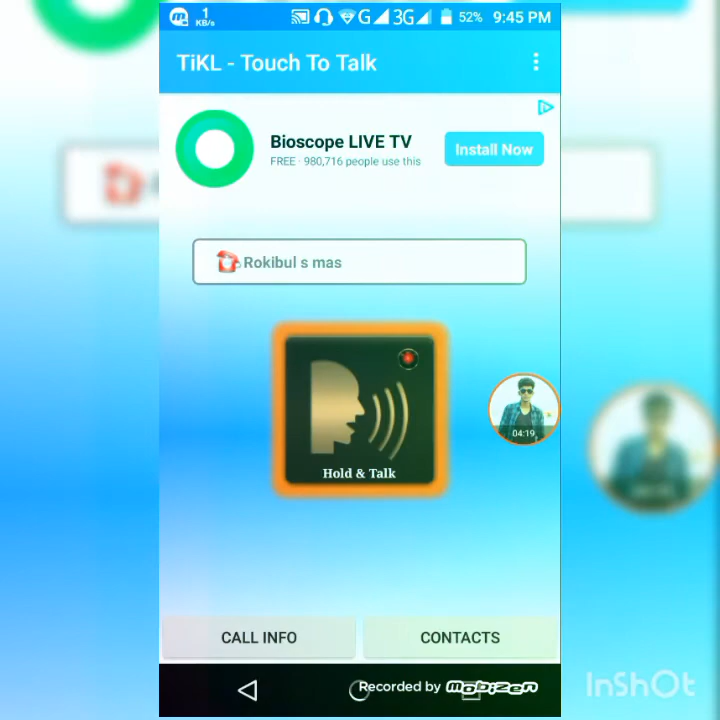 1
KB/s
G 3G 52% 9:45 PM
TiKL - Touch To Talk
Bioscope LIVE TV
FREE · 980,716 people use this
Install Now
Rokibul s mas
Hold & Talk
04:19
CALL INFO
CONTACTS
Recorded by mobizen
InShOt